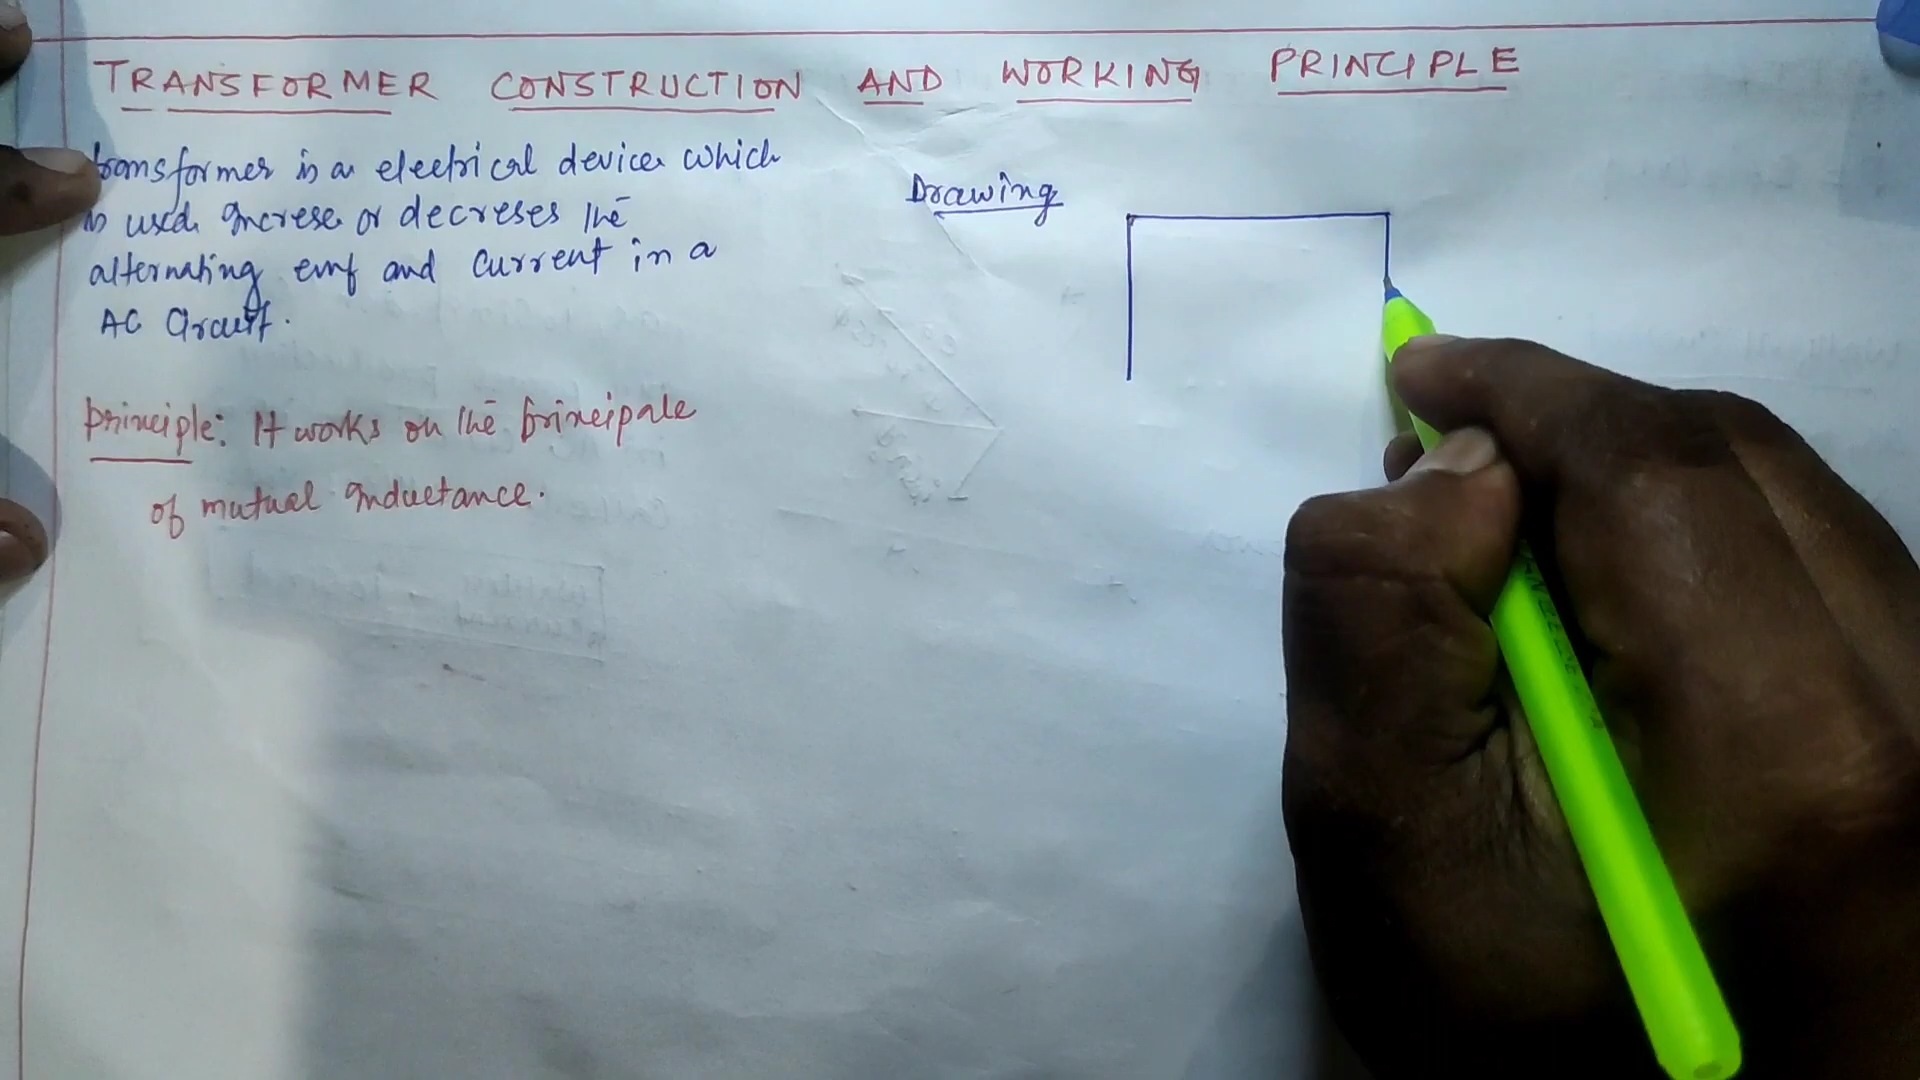 TRANSFORMER CONSTRUCTION AND WORKING PRINCIPLE
transformer is a electrical device which
is used increse or decreses the
alternating emf and current in a
AC Circuit.
Drawing
principle: It works on the principale
of mutual inductance.